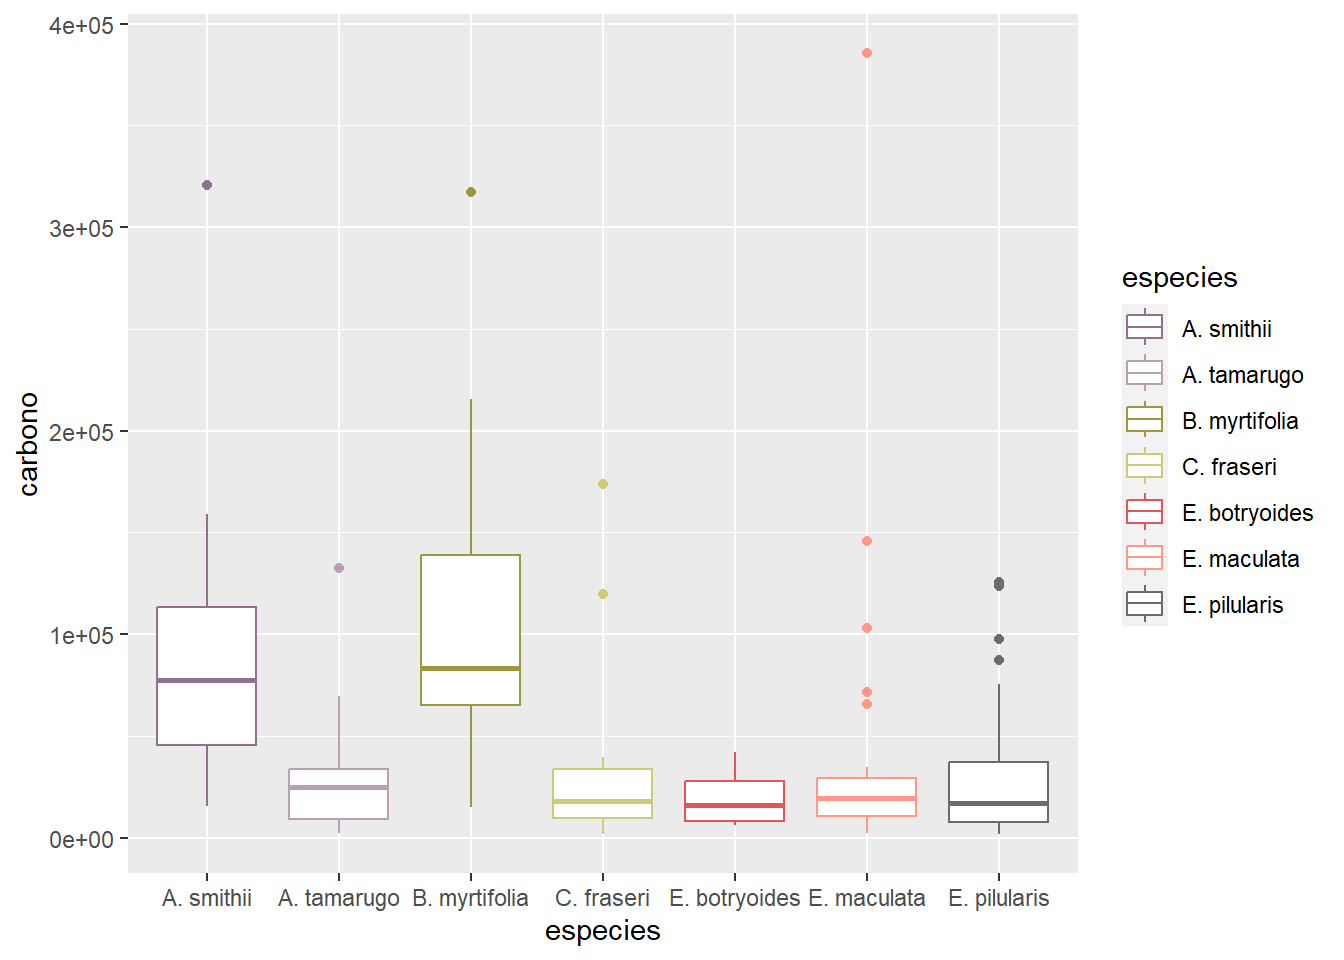 carbono
4e+05
3e+05
2e+05
1e+05
0e+00
A. smithii A. tamarugo B. myrtifolia C. fraseri E. botryoides E. maculata E. pilularis
especies
especies
A. smithii
A. tamarugo
B. myrtifolia
C. fraseri
E. botryoides
E. maculata
E. pilularis